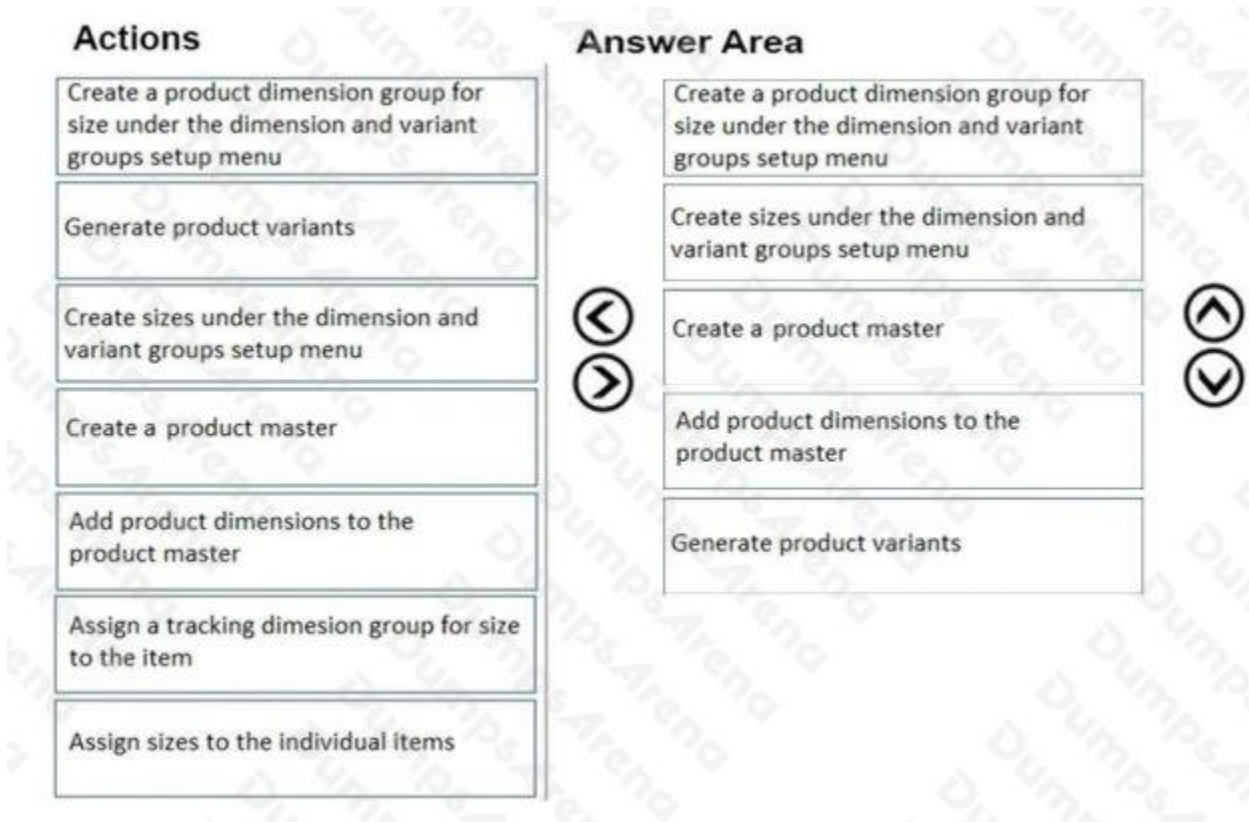 Actions
Create a product dimension group for
size under the dimension and variant
groups setup menu
Generate product variants
Create sizes under the dimension and
variant groups setup menu
Create a product master
Add product dimensions to the
product master
Assign a tracking dimesion group for size
to the item
Assign sizes to the individual items
Answer Area
Create a product dimension group for
size under the dimension and variant
groups setup menu
Create sizes under the dimension and
variant groups setup menu
Create a product master
Add product dimensions to the
product master
Generate product variants
DumpsArena